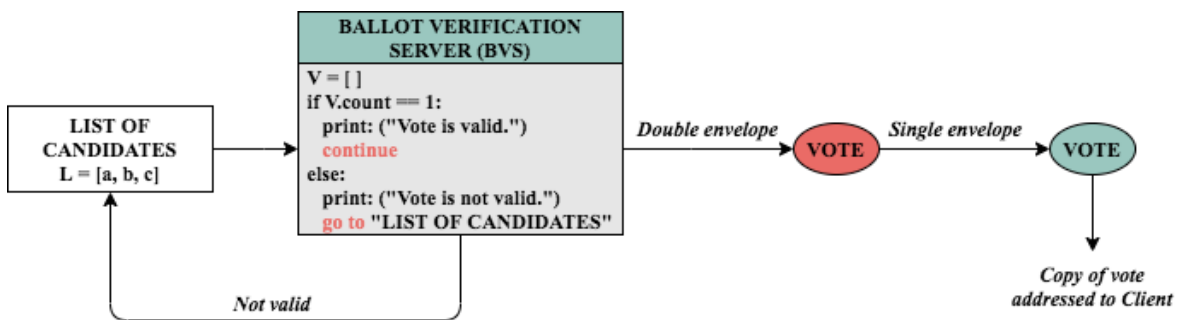 LIST OF
CANDIDATES
L = [a, b, c]
BALLOT VERIFICATION
SERVER (BVS)
V = [ ]
if V.count == 1:
print: ("Vote is valid.")
continue
else:
print: ("Vote is not valid.")
go to "LIST OF CANDIDATES"
Not valid
Double envelope
VOTE
Single envelope
VOTE
Copy of vote
addressed to Client